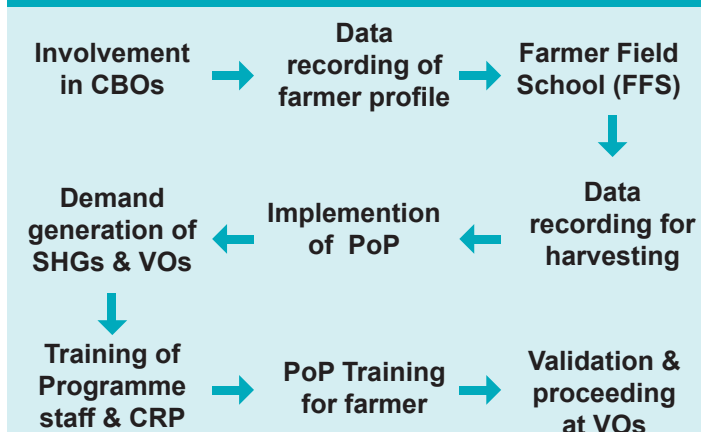 Involvement
in CBOs
Data
recording of
farmer profile
Farmer Field
School (FFS)
Data
recording for
harvesting
Implemention
of PoP
Demand
generation of
SHGs & VOs
Training of
Programme
staff & CRP
PoP Training
for farmer
Validation &
proceeding
at VOs